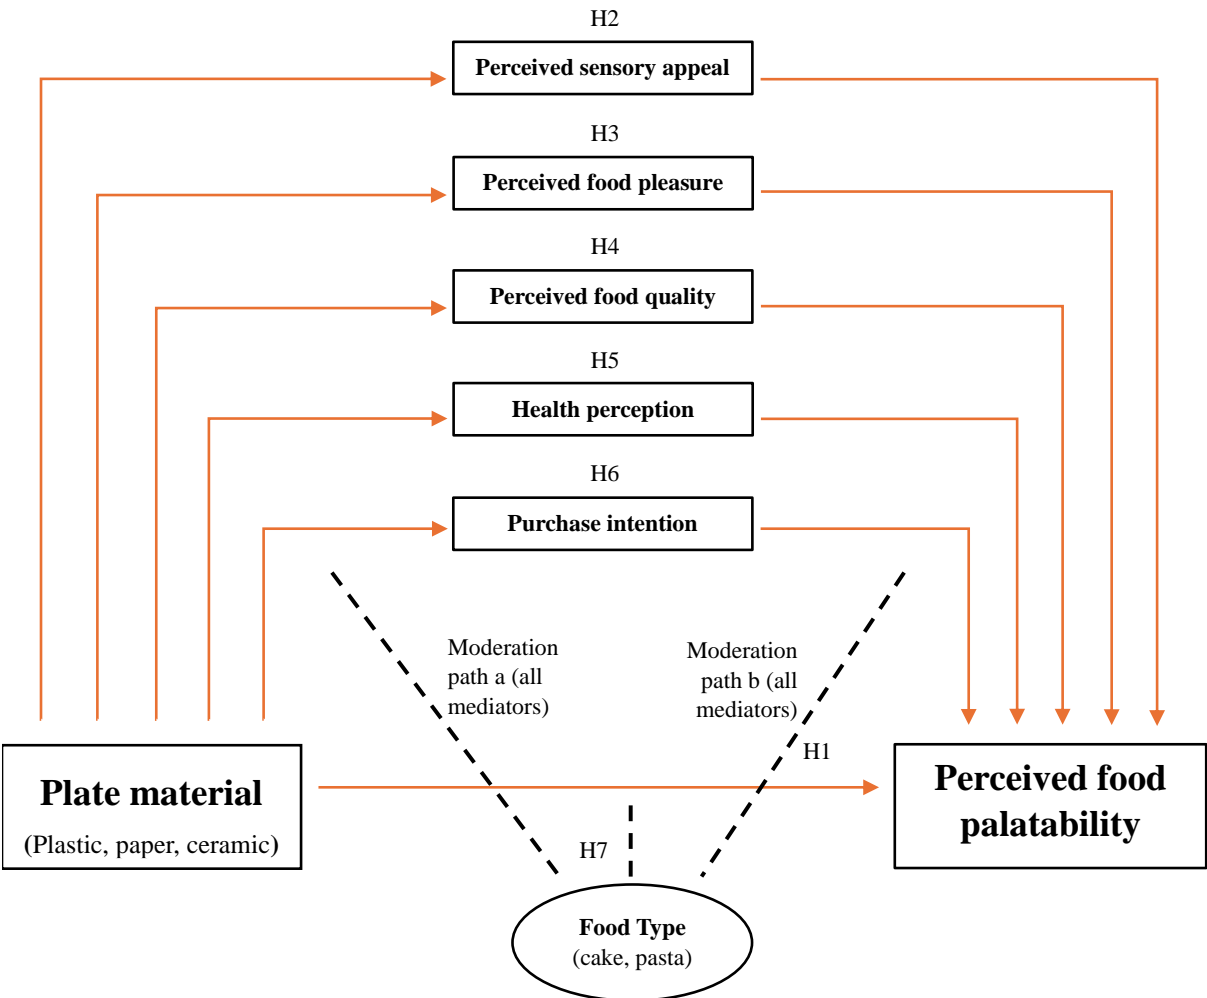 H2
Perceived sensory appeal
H3
Perceived food pleasure
H4
Perceived food quality
H5
Health perception
H6
Purchase intention
Moderation
path a (all
mediators)
Moderation
path b (all
mediators)
H1
Plate material
(Plastic, paper, ceramic)
Perceived food
palatability
H7
Food Type
(cake, pasta)